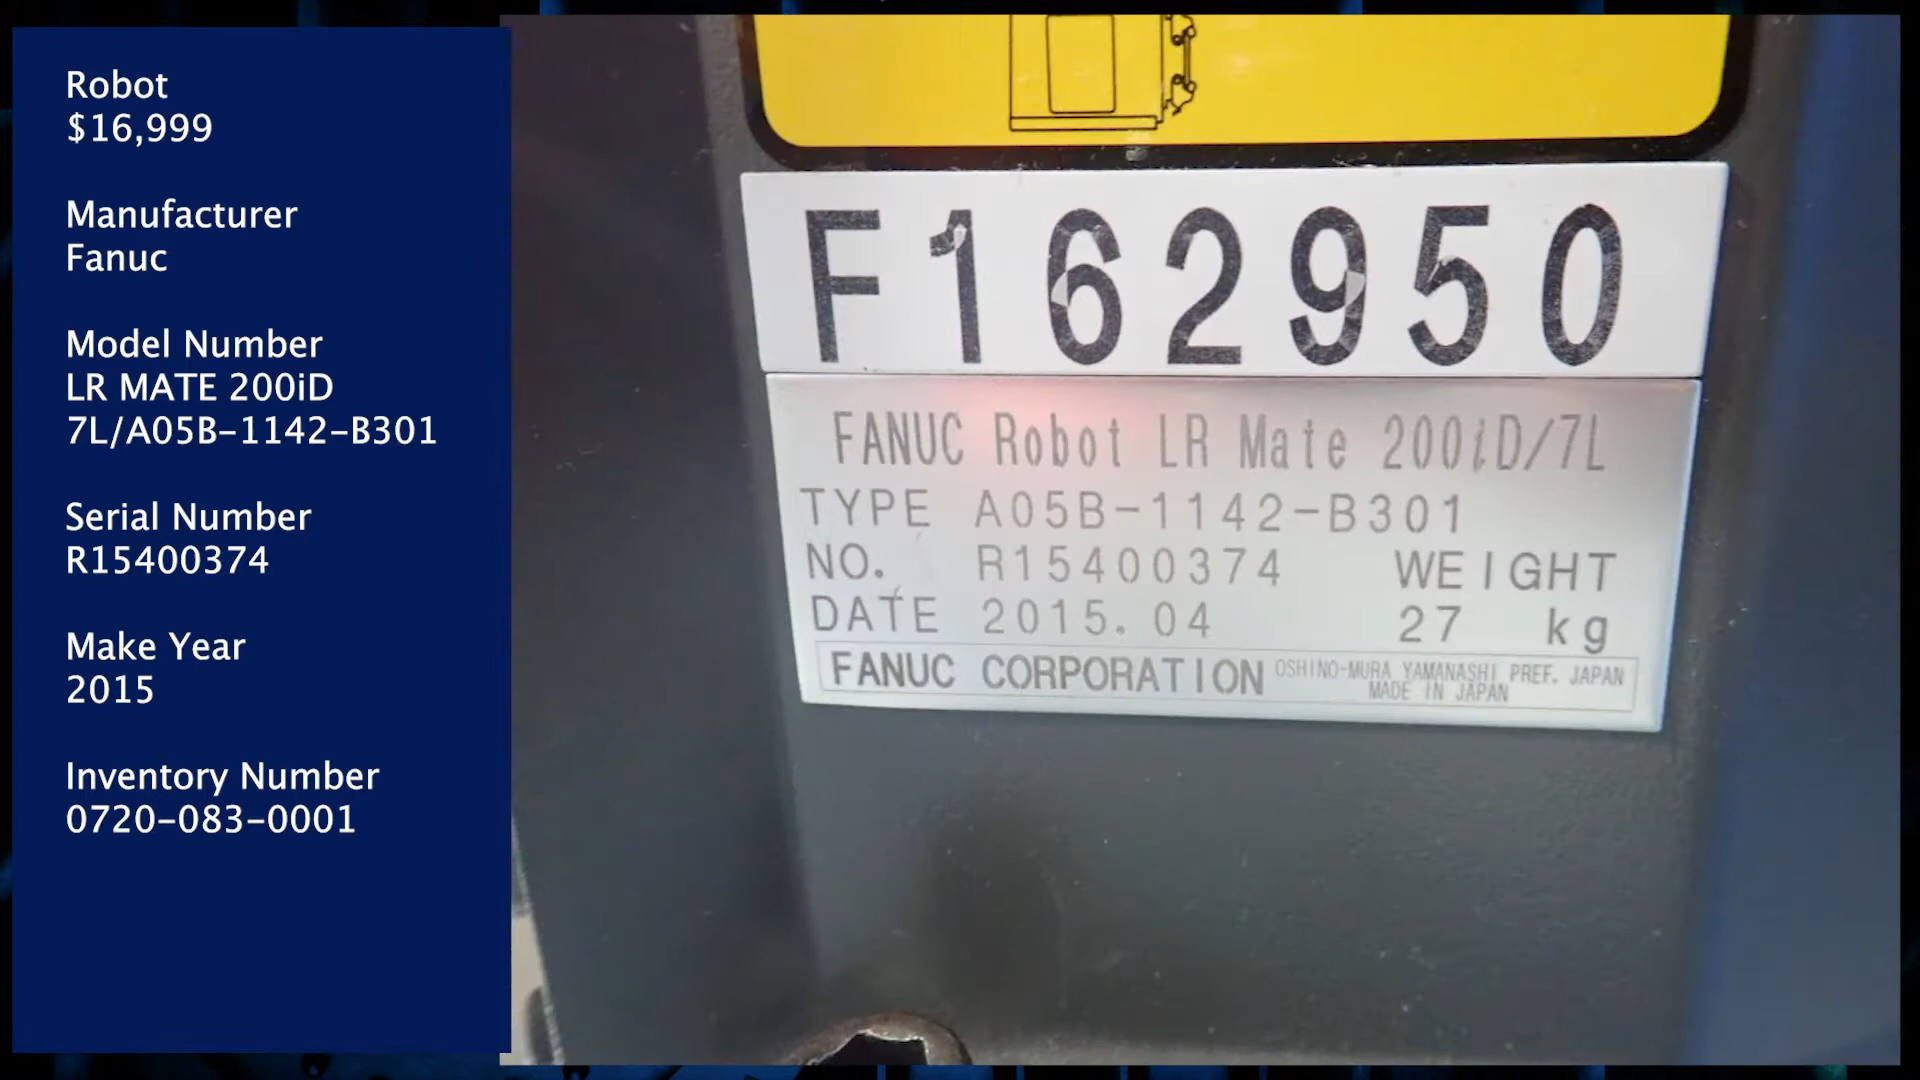 Robot
$16,999
Manufacturer
Fanuc
Model Number
LR MATE 200iD
7L/A05B-1142-B301
Serial Number
R15400374
Make Year
2015
Inventory Number
0720-083-0001
F162950
FANUC Robot LR Mate 200iD/7L
TYPE A05B-1142-B301
NO. R15400374 WEIGHT
DATE 2015.04 27 kg
FANUC CORPORATION OSHINO-MURA YAMANASHI PREF. JAPAN
MADE IN JAPAN